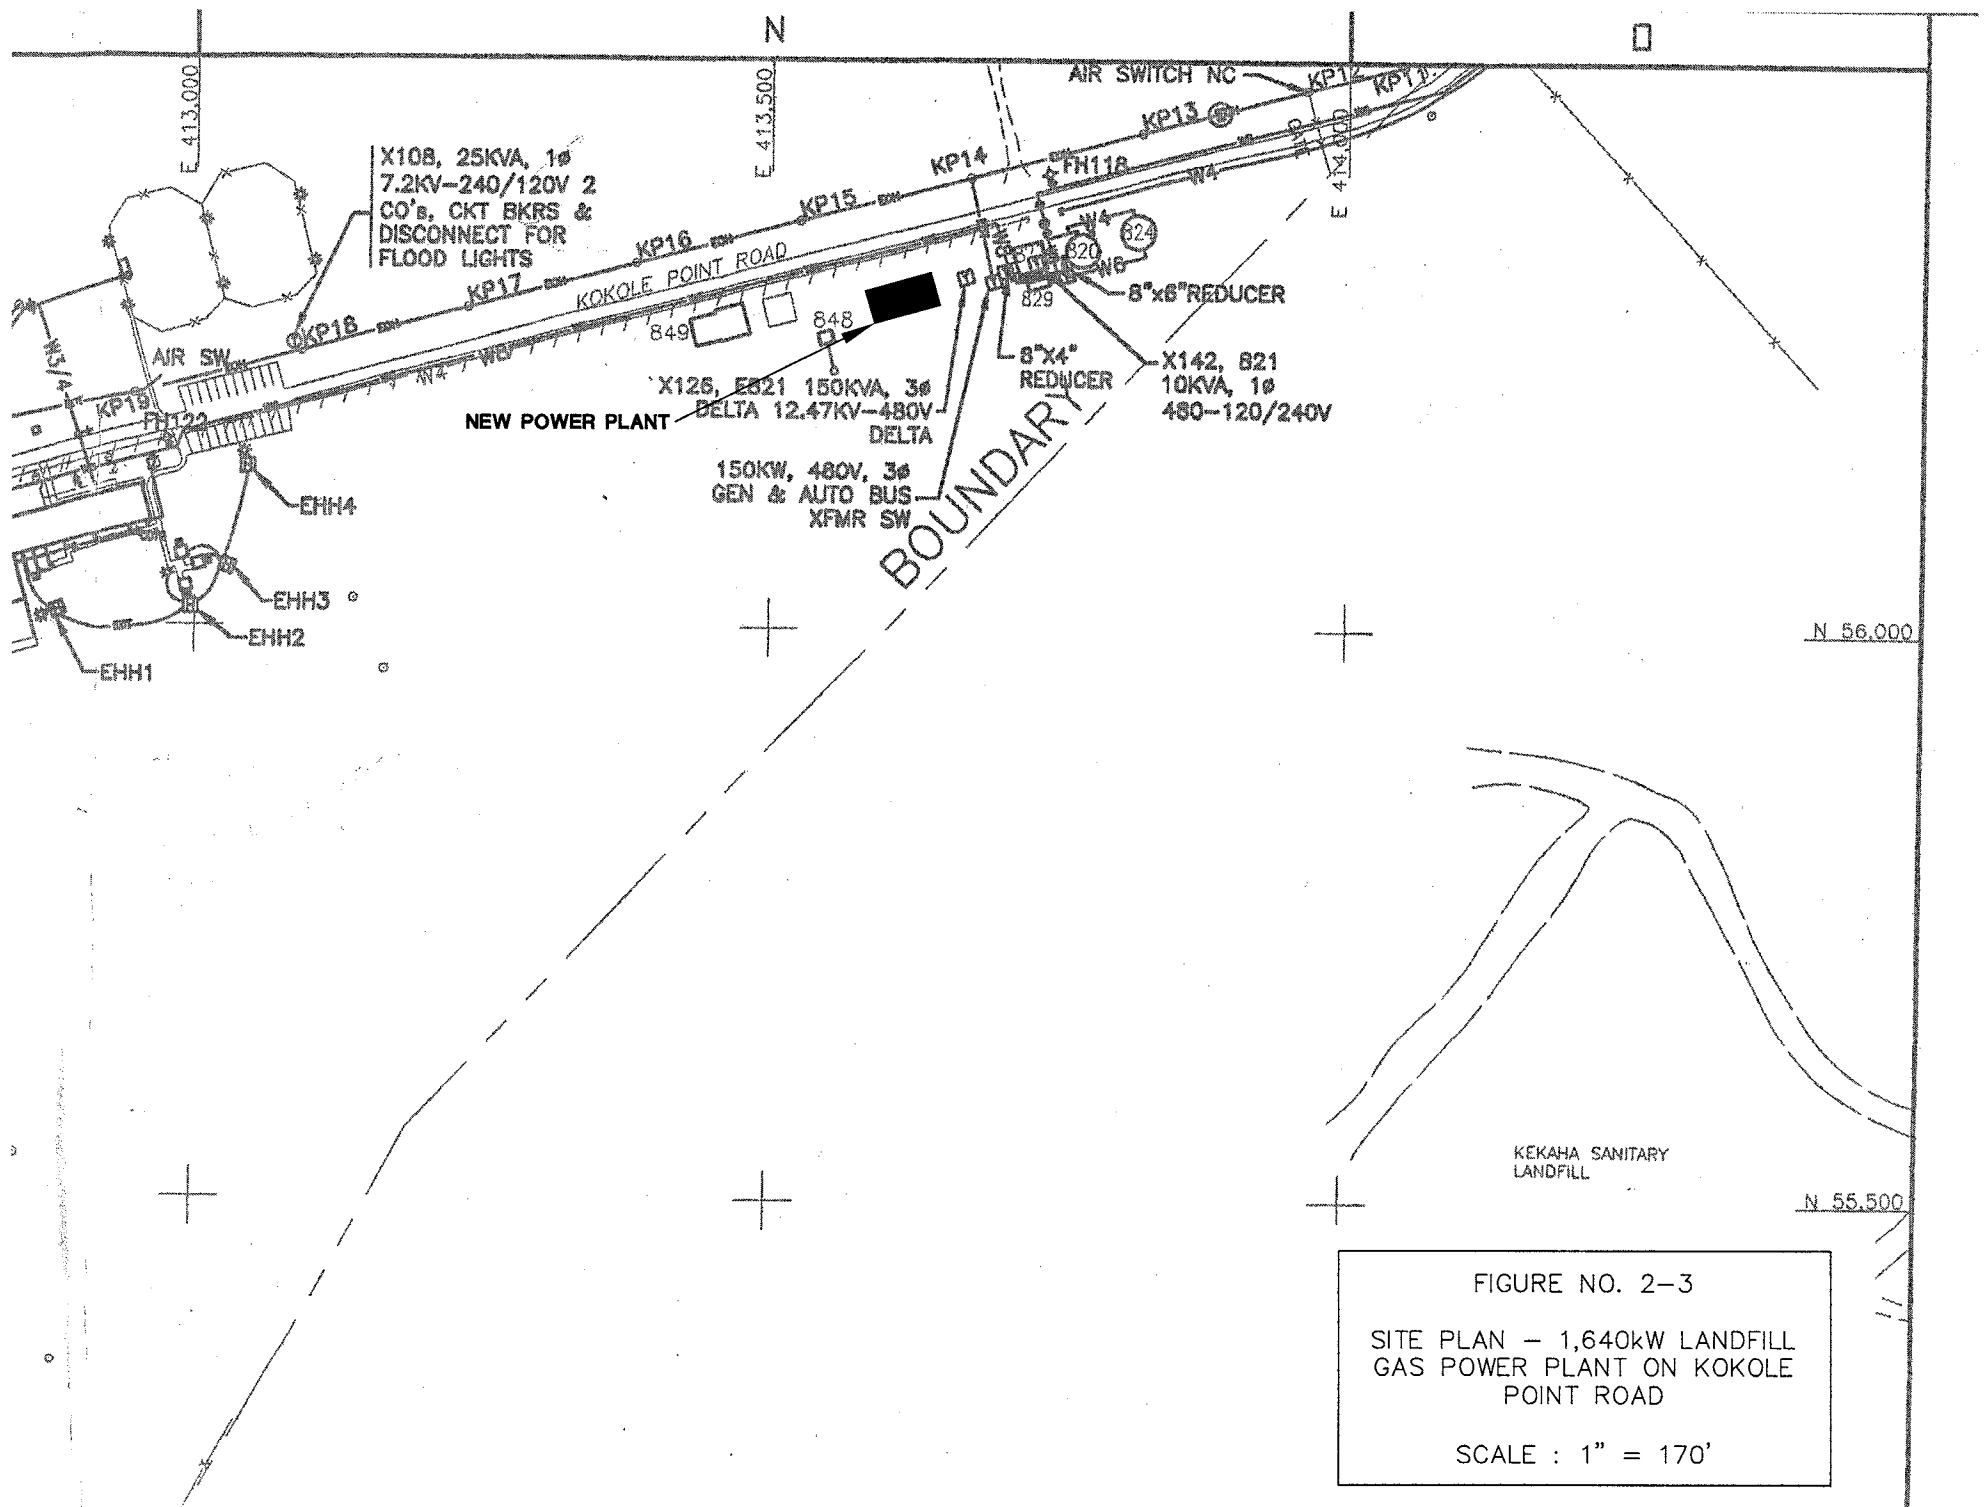 N
E 413,000
E 413,500
E 414,000
AIR SWITCH NC
KP12
KP11
KP13
KP14
FH118
W4
KP15
KP16
KOKOLE POINT ROAD
KP17
KP18
X108, 25KVA, 1ø
7.2KV-240/120V 2
CO's, CKT BKRS &
DISCONNECT FOR
FLOOD LIGHTS
W4
824
820
W6
829
8"x6"REDUCER
849
848
AIR SW
W3/4
KP19
FH122
W4
W6
8"X4"
REDUCER
X142, 821
10KVA, 1ø
480-120/240V
X126, E821 150KVA, 3ø
DELTA 12.47KV-480V
DELTA
NEW POWER PLANT
150KW, 480V, 3ø
GEN & AUTO BUS
XFMR SW
BOUNDARY
EHH4
EHH3
EHH2
EHH1
N 56,000
KEKAHA SANITARY
LANDFILL
N 55,500
FIGURE NO. 2-3
SITE PLAN - 1,640kW LANDFILL
GAS POWER PLANT ON KOKOLE
POINT ROAD
SCALE : 1" = 170'